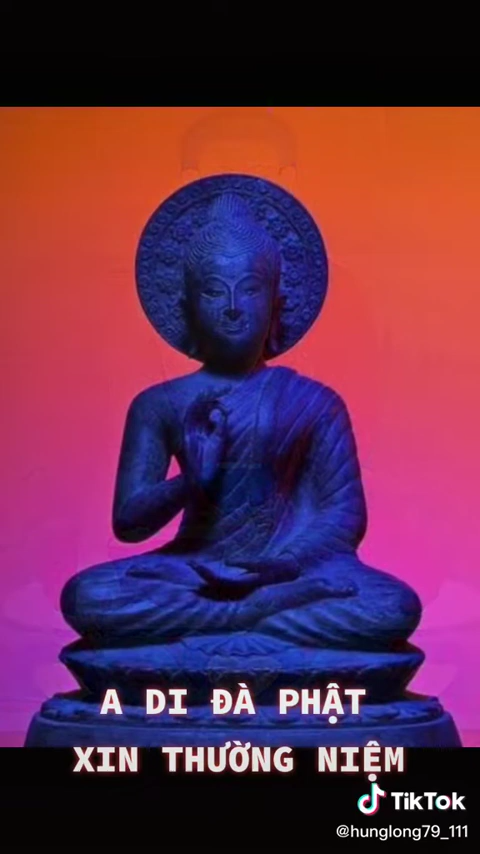 A DI ĐÀ PHẬT
XIN THƯỜNG NIỆM
TikTok
@hunglong79_111